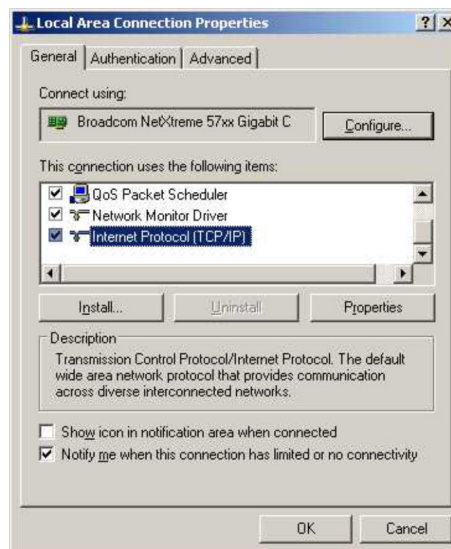 Local Area Connection Properties
General Authentication Advanced
Connect using:
Broadcom NetXtreme 57xx Gigabit C
Configure...
This connection uses the following items:
QoS Packet Scheduler
Network Monitor Driver
Internet Protocol (TCP/IP)
Install... Uninstall Properties
Description
Transmission Control Protocol/Internet Protocol. The default
wide area network protocol that provides communication
across diverse interconnected networks.
Show icon in notification area when connected
Notify me when this connection has limited or no connectivity
OK Cancel